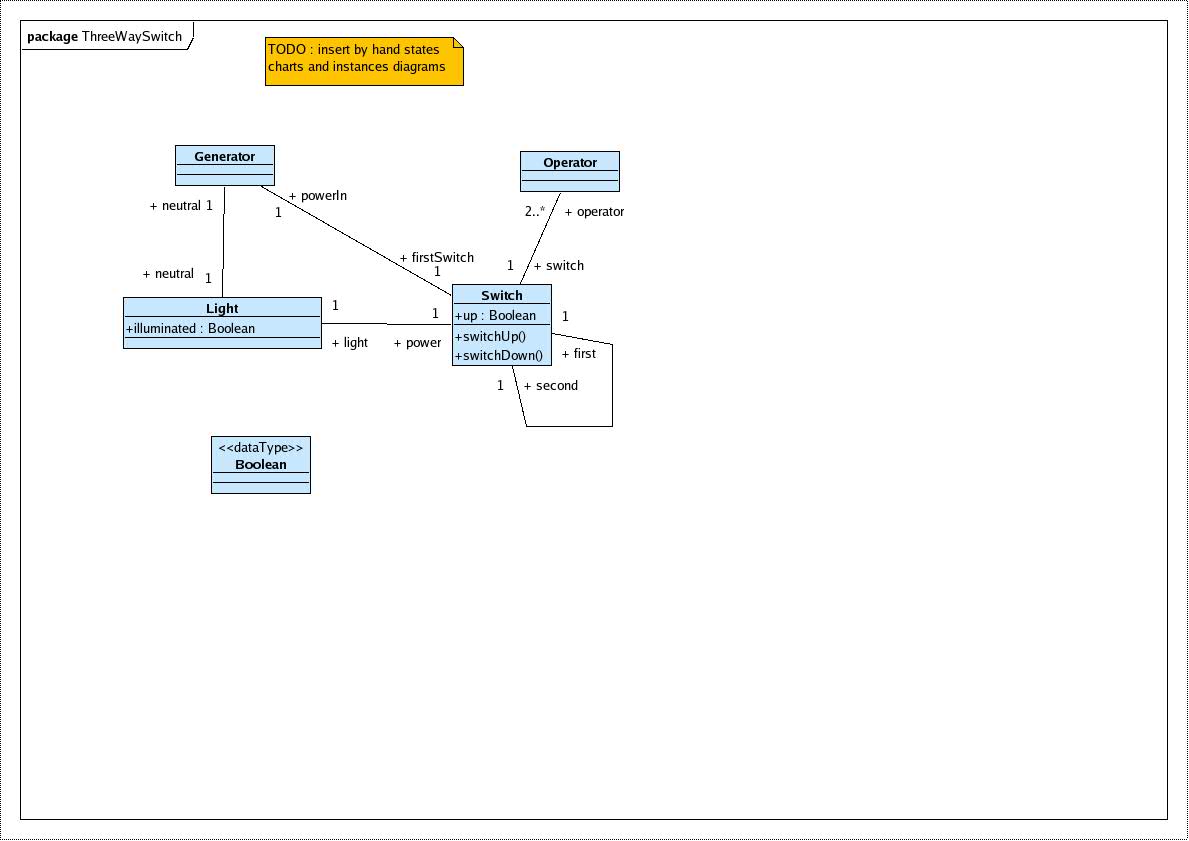 package ThreeWaySwitch
TODO : insert by hand states
charts and instances diagrams
Generator
Operator
+ neutral 1
+ powerIn
1
2..*
+ operator
+ firstSwitch
1
1
+ switch
+ neutral
1
Light
+illuminated : Boolean
1
+ light
1
+ power
Switch
+up : Boolean
+switchUp()
+switchDown()
1
+ first
1
+ second
<<dataType>>
Boolean